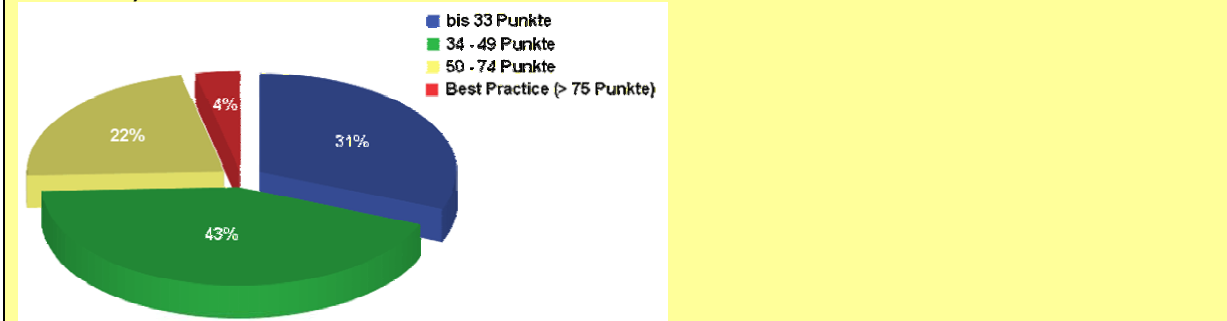 bis 33 Punkte
34 - 49 Punkte
50 - 74 Punkte
Best Practice (> 75 Punkte)
4%
22%
31%
43%